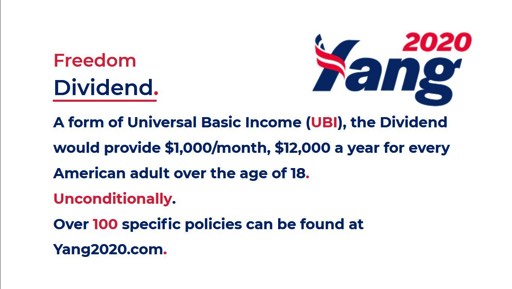 2020
Yang
Freedom
Dividend.
A form of Universal Basic Income (UBI), the Dividend
would provide $1,000/month, $12,000 a year for every
American adult over the age of 18.
Unconditionally.
Over 100 specific policies can be found at
Yang2020.com.